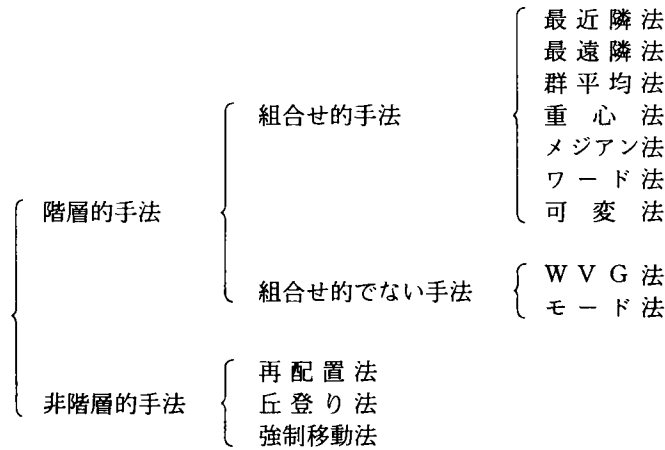 階層的手法
組合せ的手法
最近隣法
最遠隣法
群平均法
重心法
メジアン法
ワード法
可変法
組合せ的でない手法
WVG法
モード法
非階層的手法
再配置法
丘登り法
強制移動法